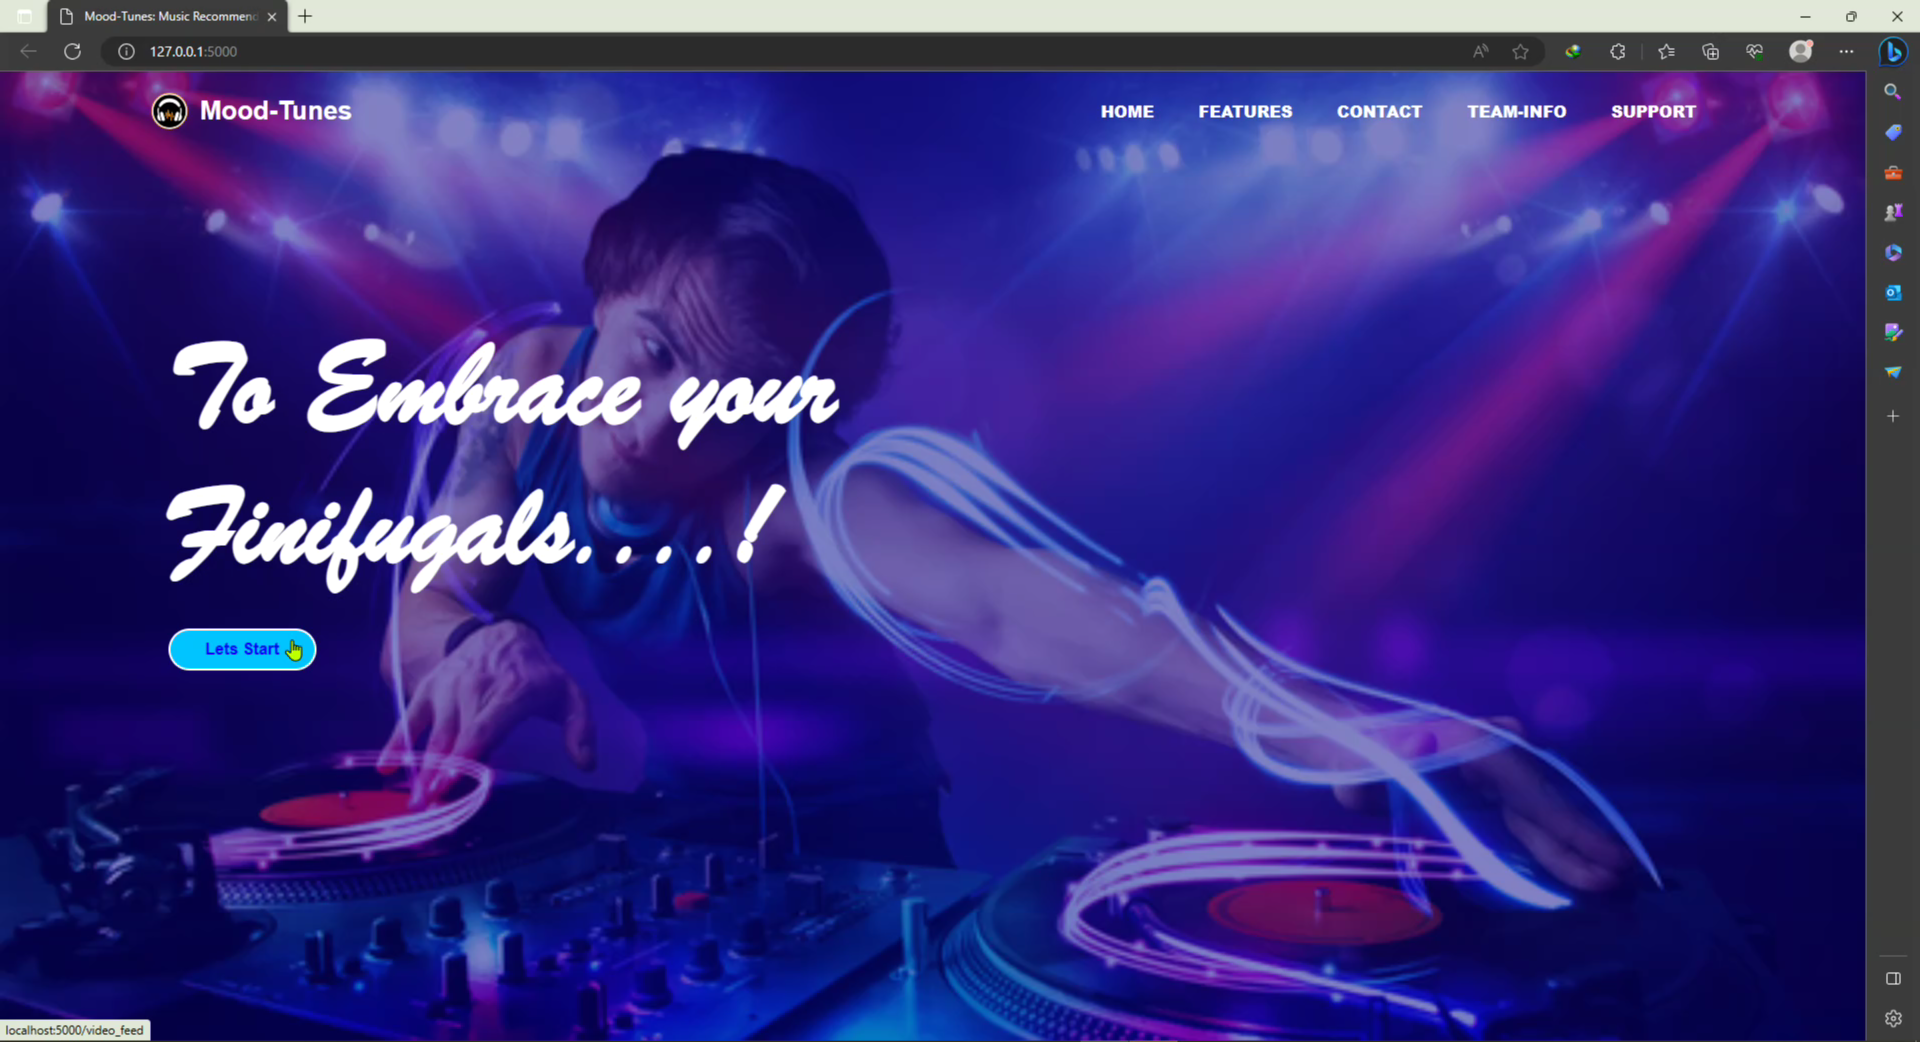 Mood-Tunes: Music Recommend
127.0.0.1:5000
Mood-Tunes
HOME FEATURES CONTACT TEAM-INFO SUPPORT
To Embrace your
Finifugals....!
Lets Start
localhost:5000/video_feed